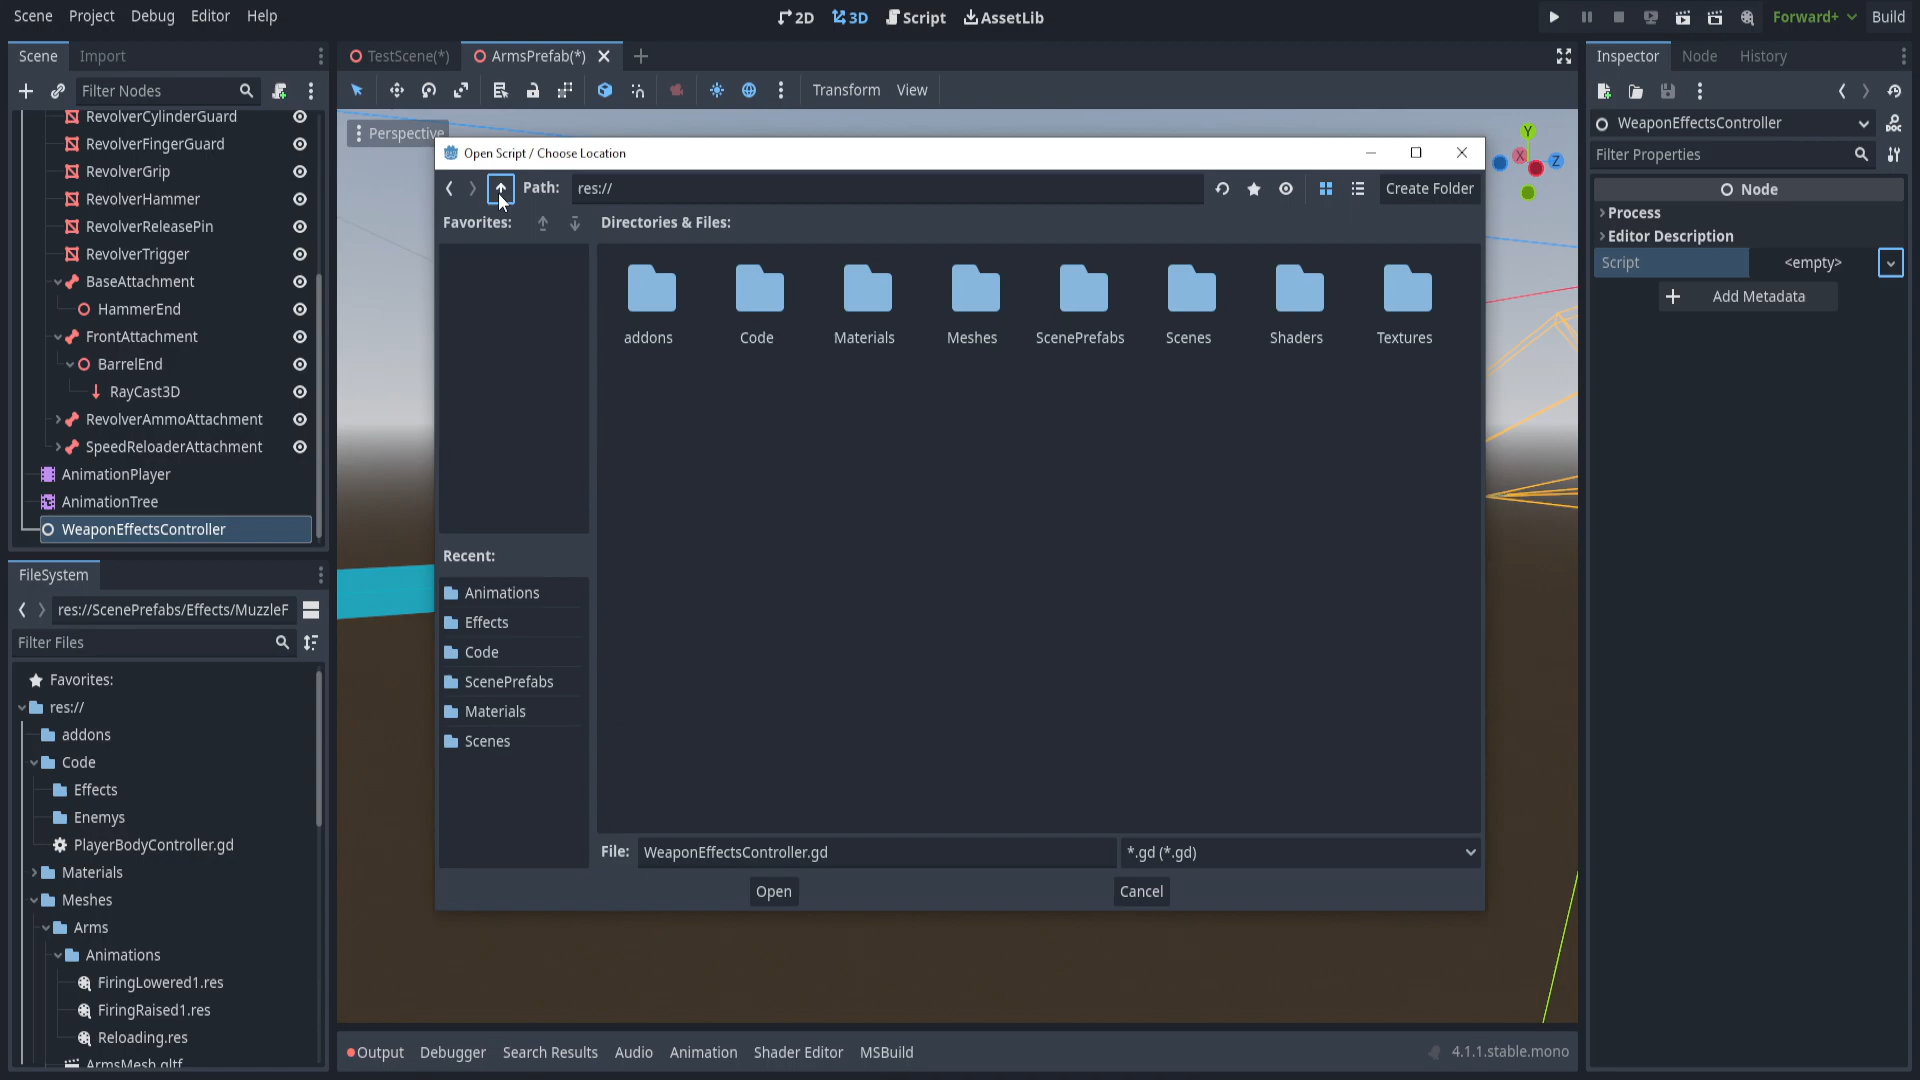 Scene Project Debug Editor Help
2D 3D Script AssetLib
Forward+ Build
Scene Import
TestScene(*) ArmsPrefab(*)
Inspector Node History
Filter Nodes
Transform View
RevolverCylinderGuard
RevolverFingerGuard
RevolverGrip
RevolverHammer
RevolverReleasePin
RevolverTrigger
BaseAttachment
HammerEnd
FrontAttachment
BarrelEnd
RayCast3D
RevolverAmmoAttachment
SpeedReloaderAttachment
AnimationPlayer
AnimationTree
WeaponEffectsController
FileSystem
res://ScenePrefabs/Effects/MuzzleF
Filter Files
Favorites:
res://
addons
Code
Effects
Enemys
PlayerBodyController.gd
Materials
Meshes
Arms
Animations
FiringLowered1.res
FiringRaised1.res
Reloading.res
ArmsMesh.gltf
Perspective
Y
X
Z
Open Script / Choose Location
Path: res:// Create Folder
Favorites: Directories & Files:
addons Code Materials Meshes ScenePrefabs Scenes Shaders Textures
Recent:
Animations
Effects
Code
ScenePrefabs
Materials
Scenes
File: WeaponEffectsController.gd *.gd (*.gd)
Open Cancel
WeaponEffectsController
Filter Properties
Node
Process
Editor Description
Script <empty>
Add Metadata
Output Debugger Search Results Audio Animation Shader Editor MSBuild 4.1.1.stable.mono